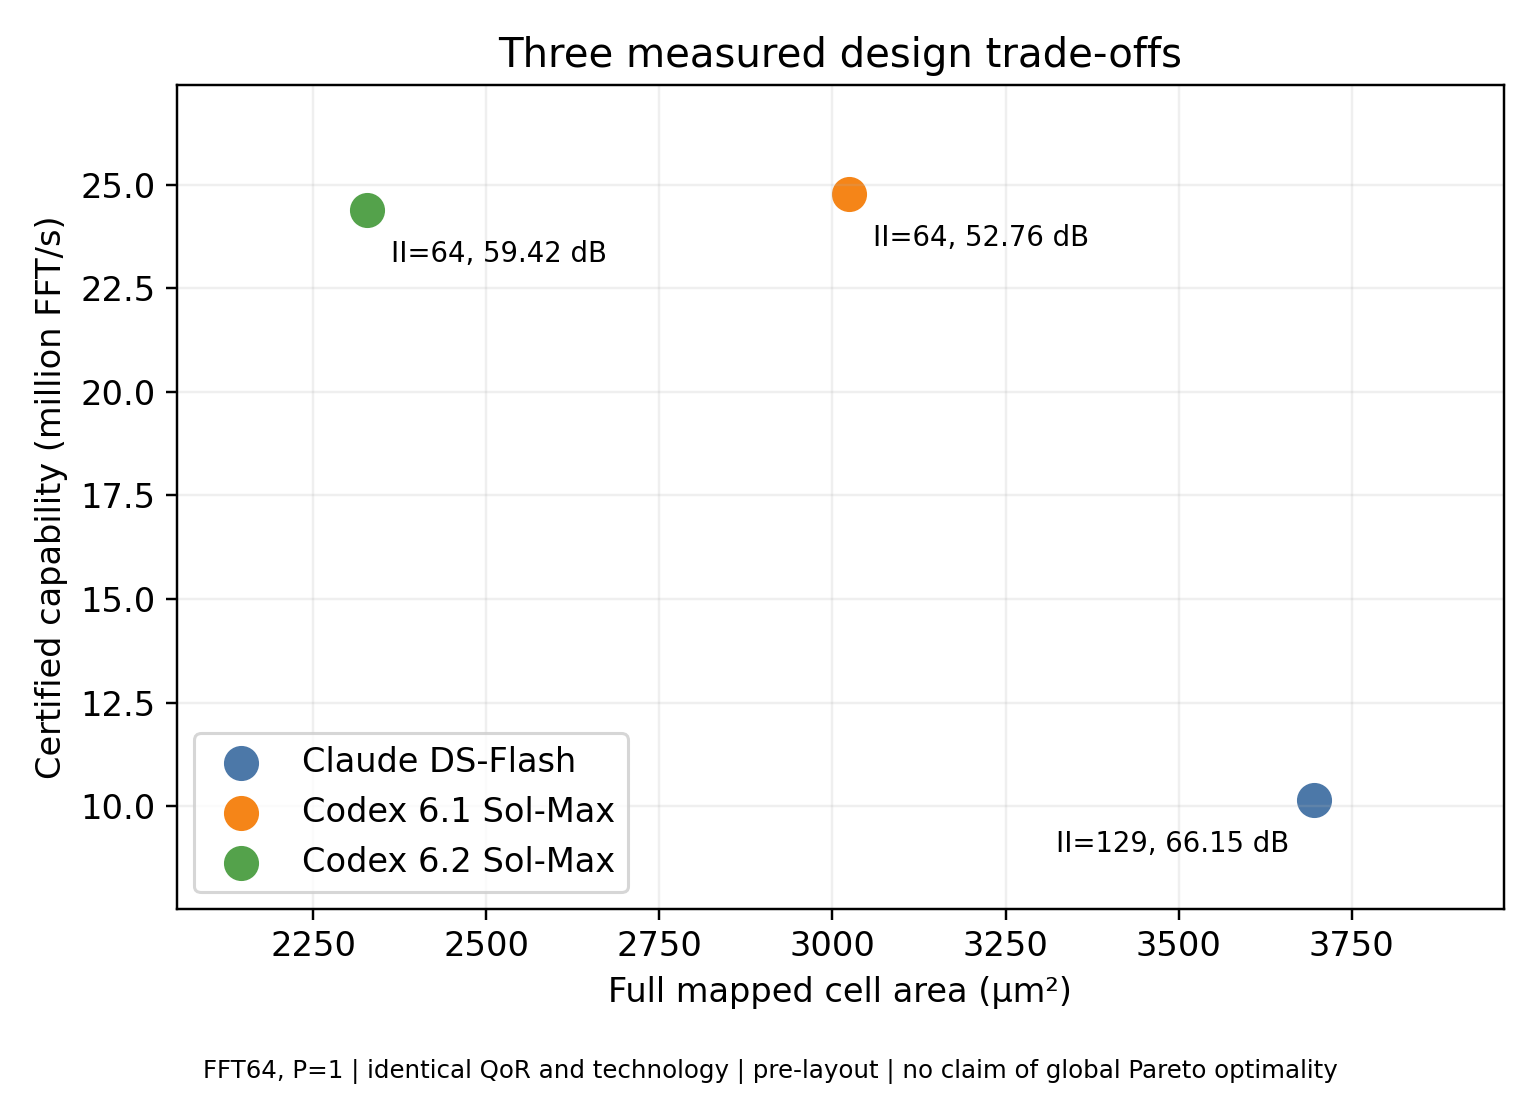 Three measured design trade-offs
Certified capability (million FFT/s)
25.0
22.5
20.0
17.5
15.0
12.5
10.0
II=64, 59.42 dB
II=64, 52.76 dB
II=129, 66.15 dB
Claude DS-Flash
Codex 6.1 Sol-Max
Codex 6.2 Sol-Max
2250 2500 2750 3000 3250 3500 3750
Full mapped cell area (µm²)
FFT64, P=1 | identical QoR and technology | pre-layout | no claim of global Pareto optimality